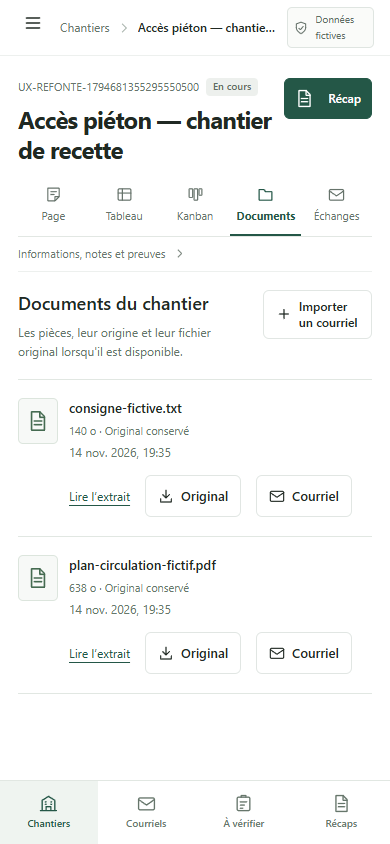 Chantiers
Accès piéton — chantie...
Données
fictives
UX-REFONTE-1794681355295550500
En cours
Récap
Accès piéton — chantier
de recette
Page
Tableau
Kanban
Documents
Échanges
Informations, notes et preuves
Documents du chantier
Importer
un courriel
Les pièces, leur origine et leur fichier
original lorsqu'il est disponible.
consigne-fictive.txt
140 o · Original conservé
14 nov. 2026, 19:35
Lire l'extrait
Original
Courriel
plan-circulation-fictif.pdf
638 o · Original conservé
14 nov. 2026, 19:35
Lire l'extrait
Original
Courriel
Chantiers
Courriels
À vérifier
Récaps